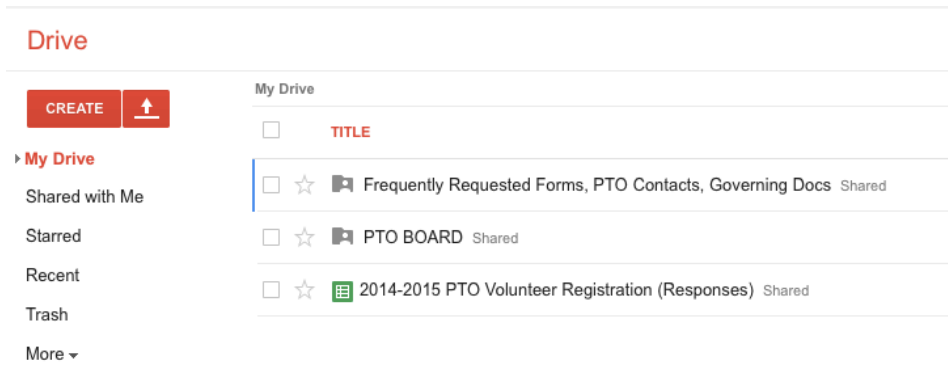 Drive
CREATE
My Drive
Shared with Me
Starred
Recent
Trash
More
My Drive
TITLE
Frequently Requested Forms, PTO Contacts, Governing Docs Shared
PTO BOARD Shared
2014-2015 PTO Volunteer Registration (Responses) Shared